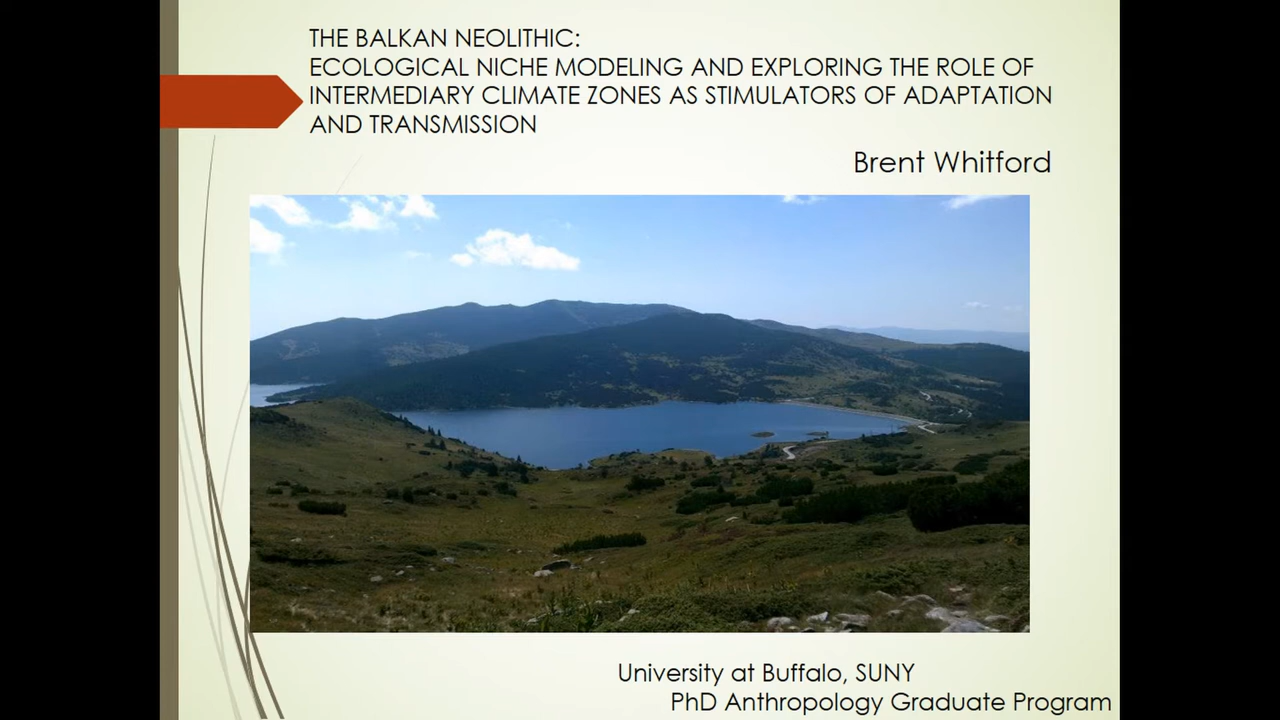 THE BALKAN NEOLITHIC:
ECOLOGICAL NICHE MODELING AND EXPLORING THE ROLE OF
INTERMEDIARY CLIMATE ZONES AS STIMULATORS OF ADAPTATION
AND TRANSMISSION
Brent Whitford
University at Buffalo, SUNY
PhD Anthropology Graduate Program